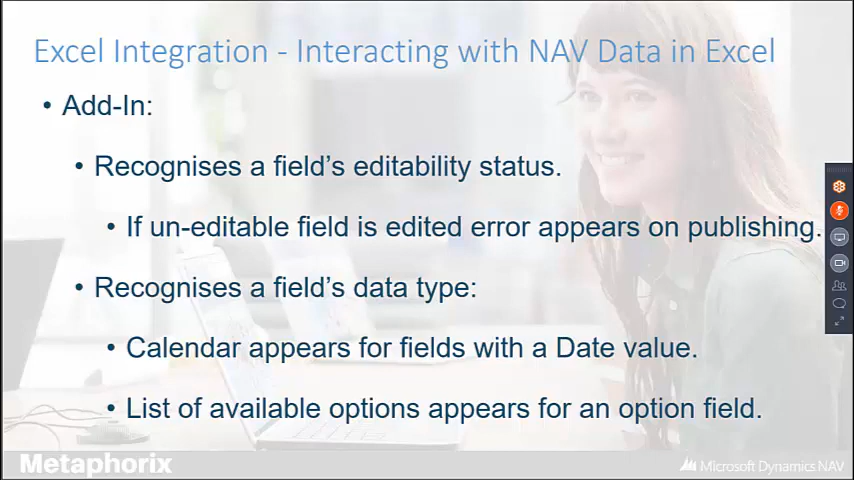 Excel Integration - Interacting with NAV Data in Excel
• Add-In:
• Recognises a field's editability status.
• If un-editable field is edited error appears on publishing.
• Recognises a field's data type:
• Calendar appears for fields with a Date value.
• List of available options appears for an option field.
Metaphorix
Microsoft Dynamics NAV